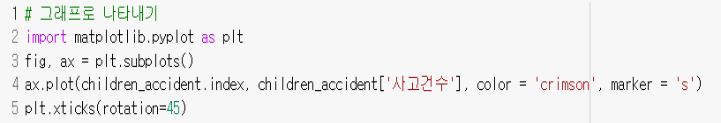 1 # 그래프로 나타내기
2 import matplotlib.pyplot as plt
3 fig, ax = plt.subplots()
4 ax.plot(children_accident.index, children_accident['사고건수'], color = 'crimson', marker = 's')
5 plt.xticks(rotation=45)